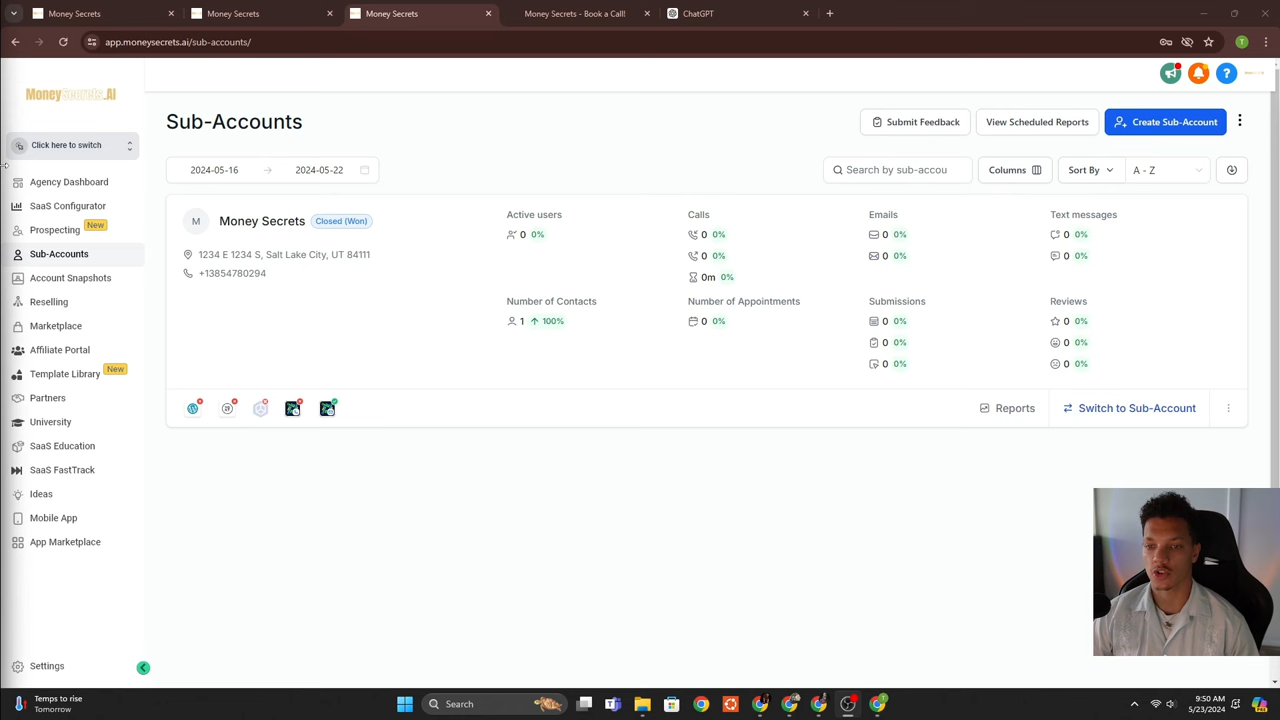 Money Secrets
Money Secrets
Money Secrets
Money Secrets - Book a Call!
ChatGPT
app.moneysecrets.ai/sub-accounts/
T
MoneySecrets.AI
Click here to switch
Agency Dashboard
SaaS Configurator
Prospecting
New
Sub-Accounts
Account Snapshots
Reselling
Marketplace
Affiliate Portal
Template Library
New
Partners
University
SaaS Education
SaaS FastTrack
Ideas
Mobile App
App Marketplace
Settings
Sub-Accounts
Submit Feedback
View Scheduled Reports
Create Sub-Account
2024-05-16
2024-05-22
Search by sub-accou
Columns
Sort By
A - Z
M
Money Secrets
Closed (Won)
1234 E 1234 S, Salt Lake City, UT 84111
+13854780294
Active users
0 0%
Calls
0 0%
0 0%
0m 0%
Emails
0 0%
0 0%
Text messages
0 0%
0 0%
Number of Contacts
1 100%
Number of Appointments
0 0%
Submissions
0 0%
0 0%
0 0%
Reviews
0 0%
0 0%
0 0%
Reports
Switch to Sub-Account
Temps to rise
Tomorrow
Search
9:50 AM
5/23/2024